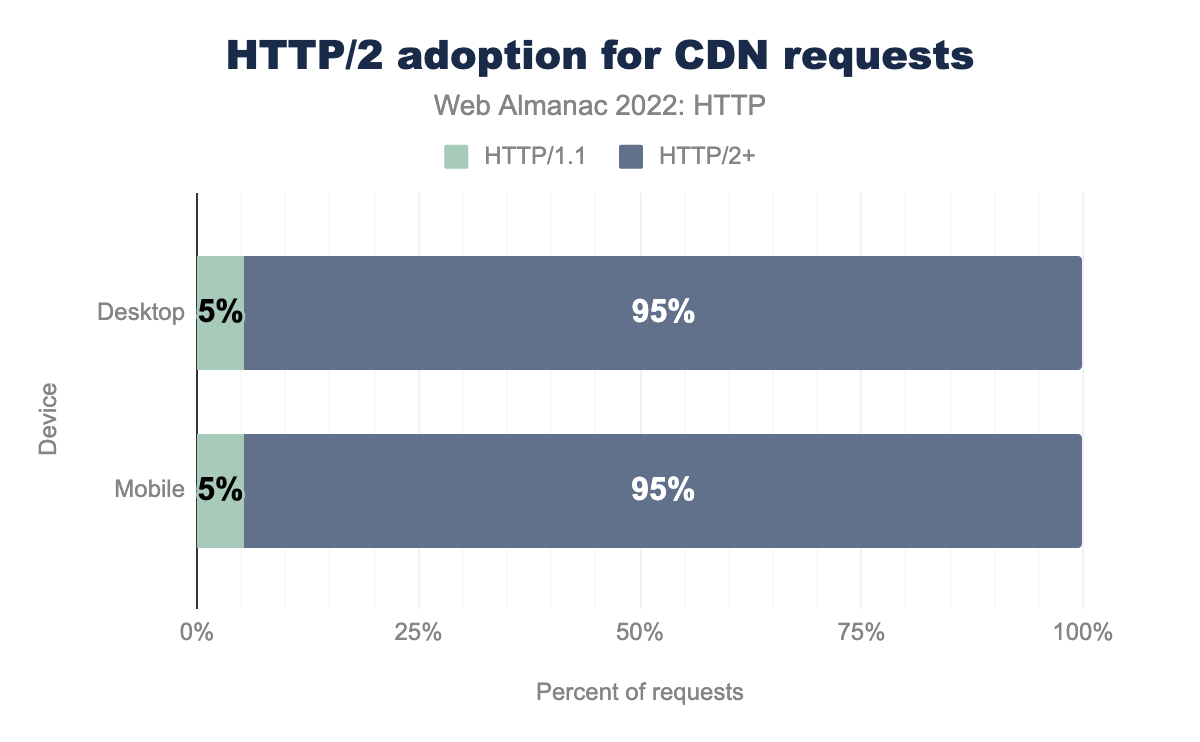 HTTP/2 adoption for CDN requests
Web Almanac 2022: HTTP
HTTP/1.1 HTTP/2+
Desktop 5% 95%
Device
Mobile 5% 95%
0% 25% 50% 75% 100%
Percent of requests